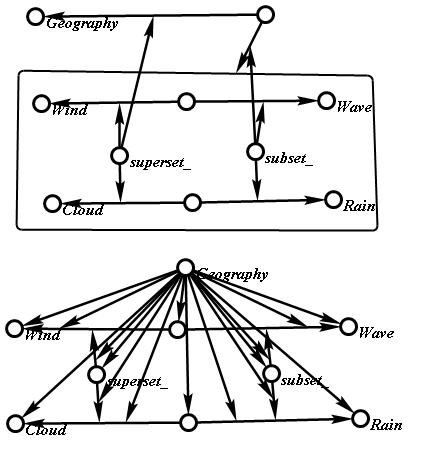 Geography
Wind
Wave
superset_
subset_
Cloud
Rain
Geography
Wind
Wave
superset_
subset_
Cloud
Rain